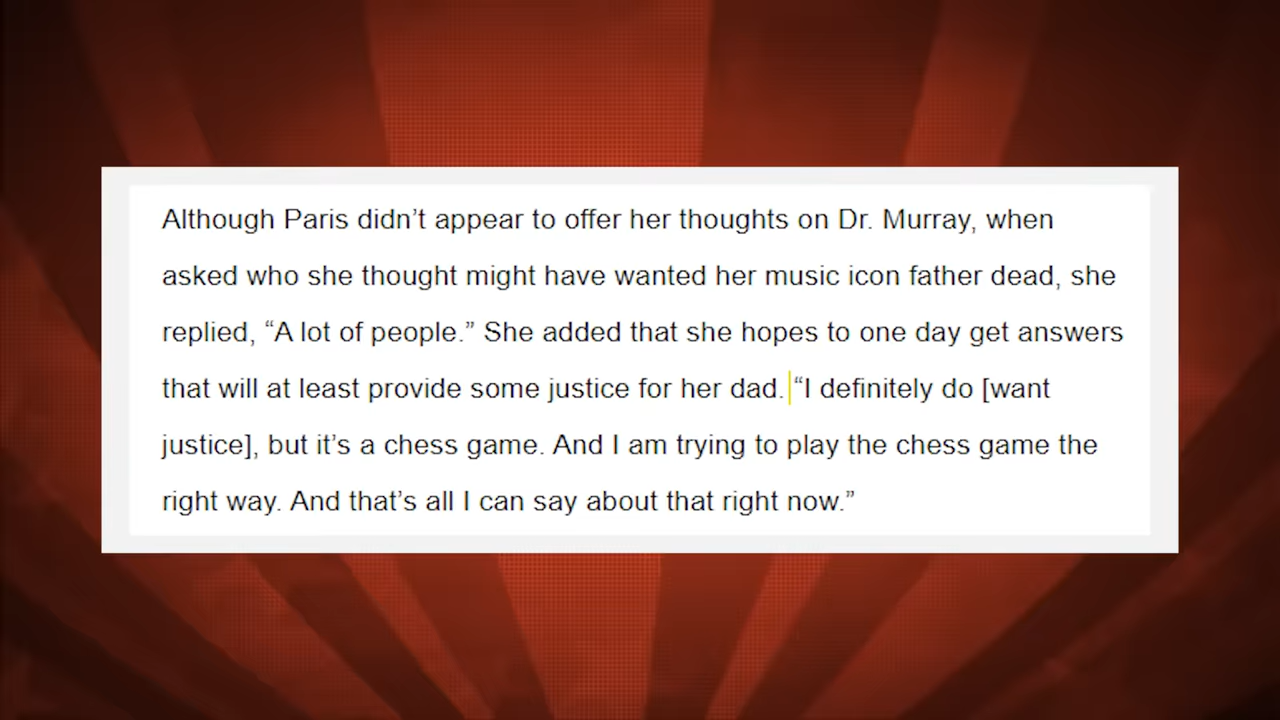 Although Paris didn’t appear to offer her thoughts on Dr. Murray, when
asked who she thought might have wanted her music icon father dead, she
replied, “A lot of people.” She added that she hopes to one day get answers
that will at least provide some justice for her dad. “I definitely do [want
justice], but it’s a chess game. And I am trying to play the chess game the
right way. And that’s all I can say about that right now.”